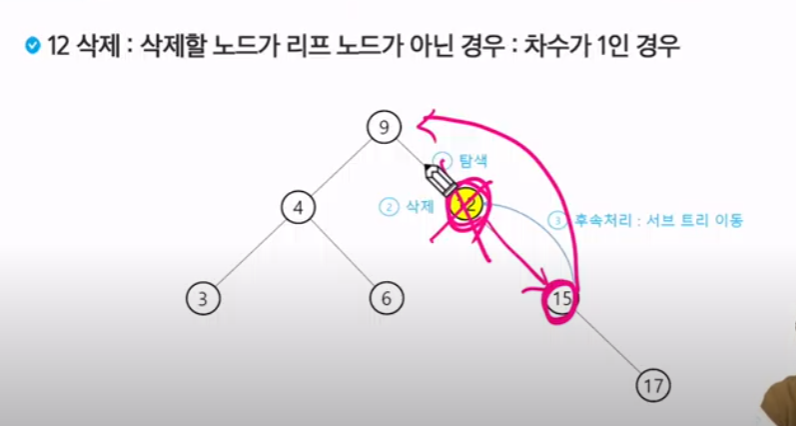 12 삭제 : 삭제할 노드가 리프 노드가 아닌 경우 : 차수가 1인 경우
9
① 탐색
4
② 삭제
12
③ 후속처리 : 서브 트리 이동
3
6
15
17